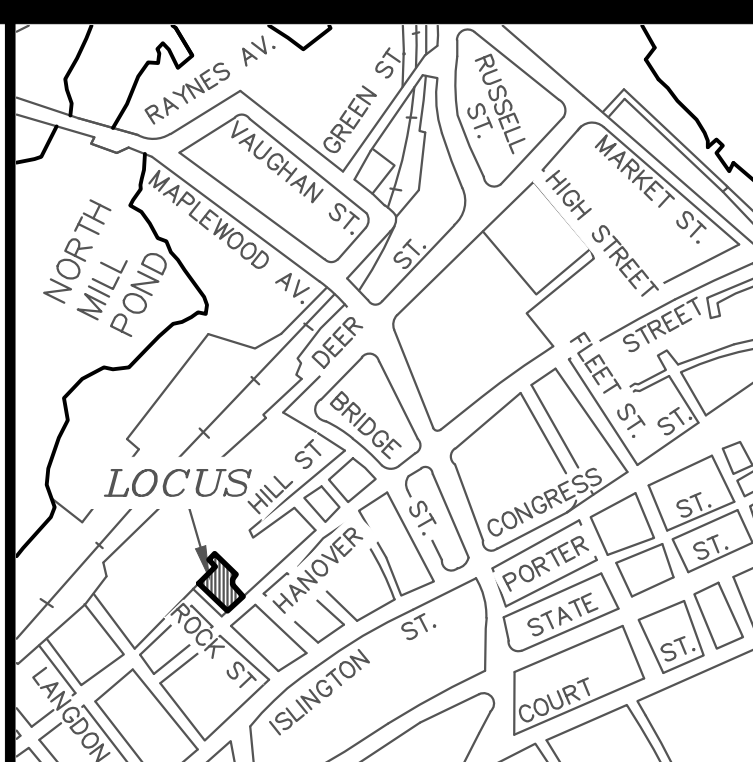 RAYNES AV.
GREEN ST.
RUSSELL
ST.
VAUGHAN ST.
MARKET ST.
MAPLEWOOD AV.
HIGH STREET
NORTH
MILL
POND
ST.
DEER
STREET
FLEET ST.
ST.
BRIDGE
ST.
HILL ST
LOCUS
CONGRESS
ST.
HANOVER
PORTER
ST.
ROCK ST
STATE
ST.
ST.
ISLINGTON
COURT
LANGDON